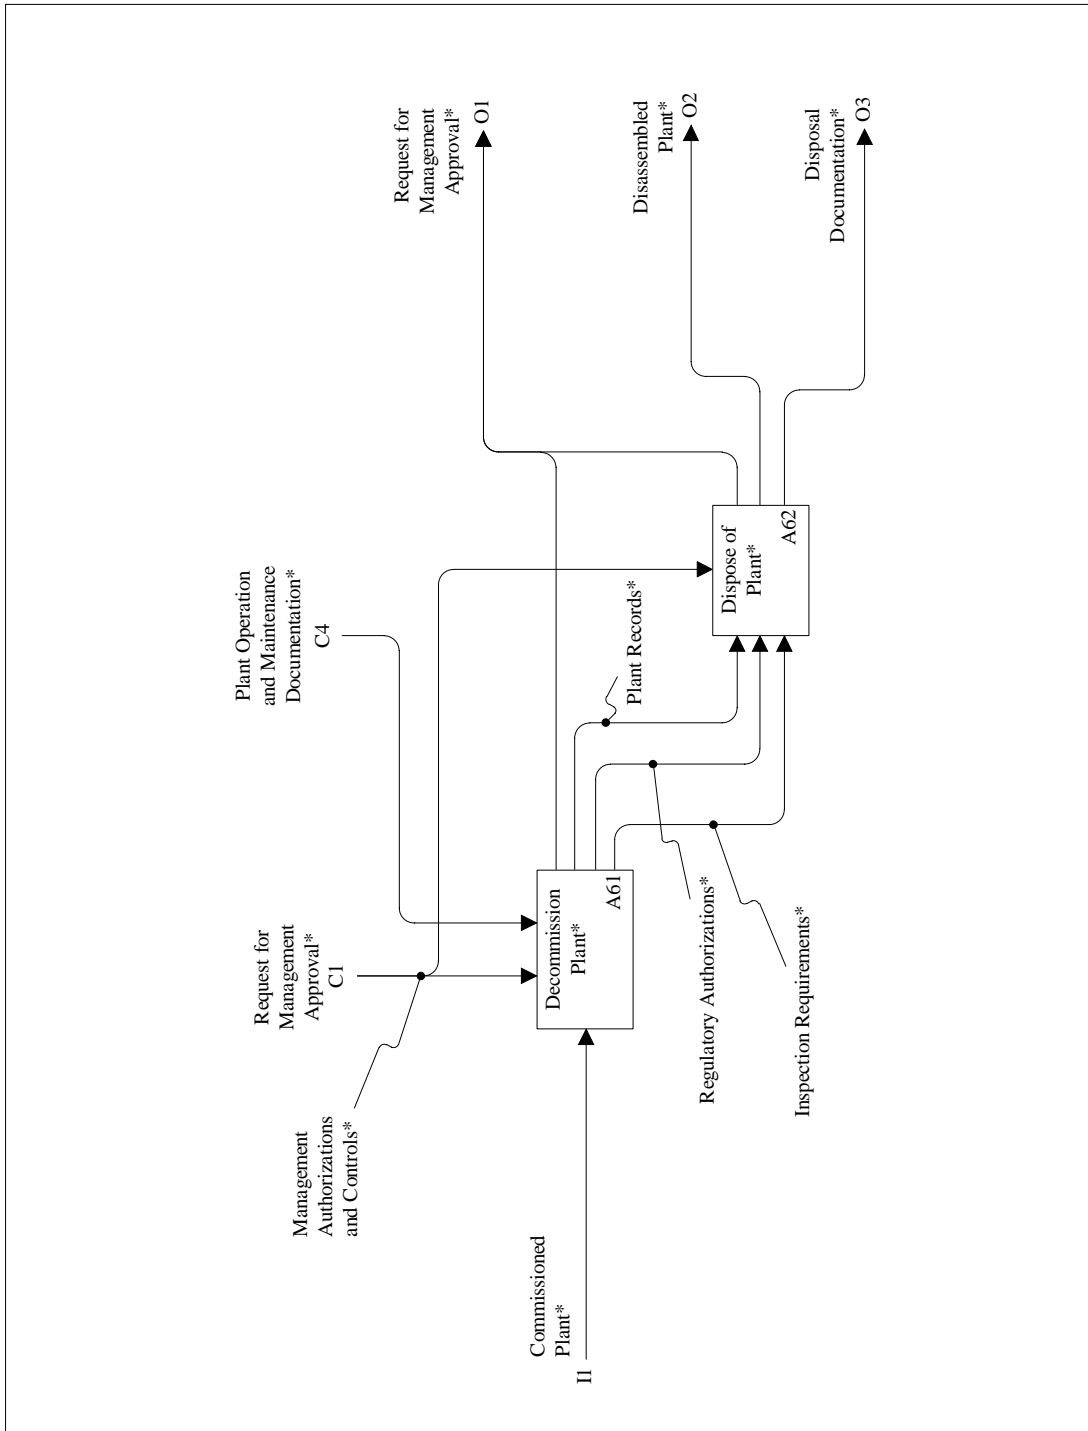 Request for
Management
Approval*
O1
Disassembled
Plant*
O2
Disposal
Documentation*
O3
Plant Operation
and Maintenance
Documentation*
C4
Request for
Management
Approval*
C1
Management
Authorizations
and Controls*
Commissioned
Plant*
I1
Decommission
Plant*
A61
Dispose of
Plant*
A62
Plant Records*
Regulatory Authorizations*
Inspection Requirements*